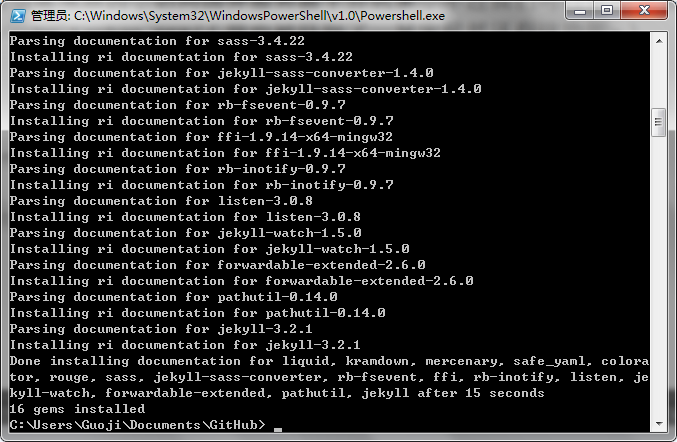 管理员: C:\Windows\System32\WindowsPowerShell\v1.0\Powershell.exe
Parsing documentation for sass-3.4.22
Installing ri documentation for sass-3.4.22
Parsing documentation for jekyll-sass-converter-1.4.0
Installing ri documentation for jekyll-sass-converter-1.4.0
Parsing documentation for rb-fsevent-0.9.7
Installing ri documentation for rb-fsevent-0.9.7
Parsing documentation for ffi-1.9.14-x64-mingw32
Installing ri documentation for ffi-1.9.14-x64-mingw32
Parsing documentation for rb-inotify-0.9.7
Installing ri documentation for rb-inotify-0.9.7
Parsing documentation for listen-3.0.8
Installing ri documentation for listen-3.0.8
Parsing documentation for jekyll-watch-1.5.0
Installing ri documentation for jekyll-watch-1.5.0
Parsing documentation for forwardable-extended-2.6.0
Installing ri documentation for forwardable-extended-2.6.0
Parsing documentation for pathutil-0.14.0
Installing ri documentation for pathutil-0.14.0
Parsing documentation for jekyll-3.2.1
Installing ri documentation for jekyll-3.2.1
Done installing documentation for liquid, kramdown, mercenary, safe_yaml, colora
tor, rouge, sass, jekyll-sass-converter, rb-fsevent, ffi, rb-inotify, listen, je
kyll-watch, forwardable-extended, pathutil, jekyll after 15 seconds
16 gems installed
C:\Users\Guoji\Documents\GitHub> _